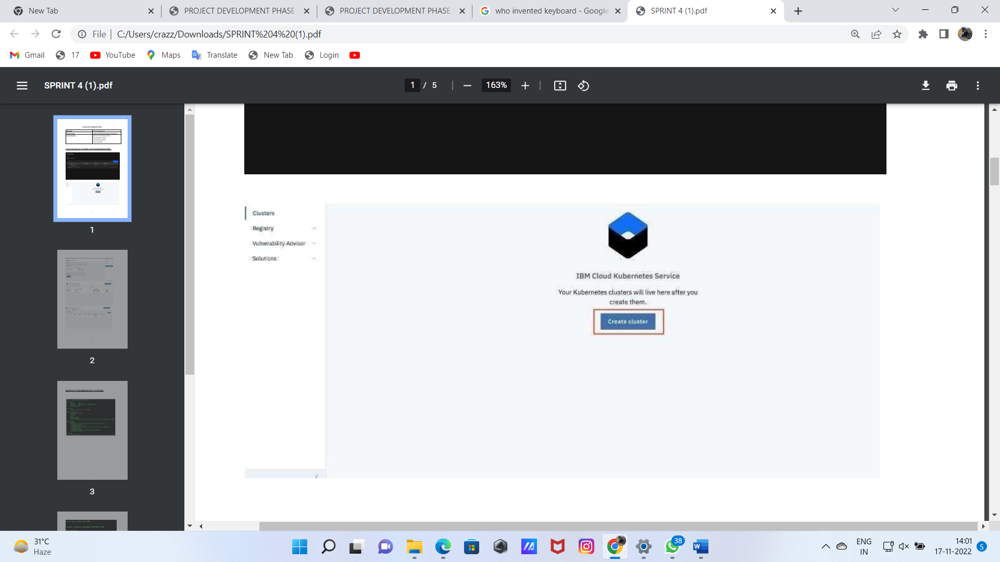 New Tab
PROJECT DEVELOPMENT PHASE
PROJECT DEVELOPMENT PHASE
who invented keyboard - Google
SPRINT 4 (1).pdf
File
C:/Users/crazz/Downloads/SPRINT%204%20(1).pdf
Gmail
17
YouTube
Maps
Translate
New Tab
Login
SPRINT 4 (1).pdf
1 / 5
163%
1
2
3
Clusters
Registry
Vulnerability Advisor
Solutions
IBM Cloud Kubernetes Service
Your Kubernetes clusters will live here after you
create them.
Create cluster
31°C
Haze
38
ENG
IN
14:01
17-11-2022
5